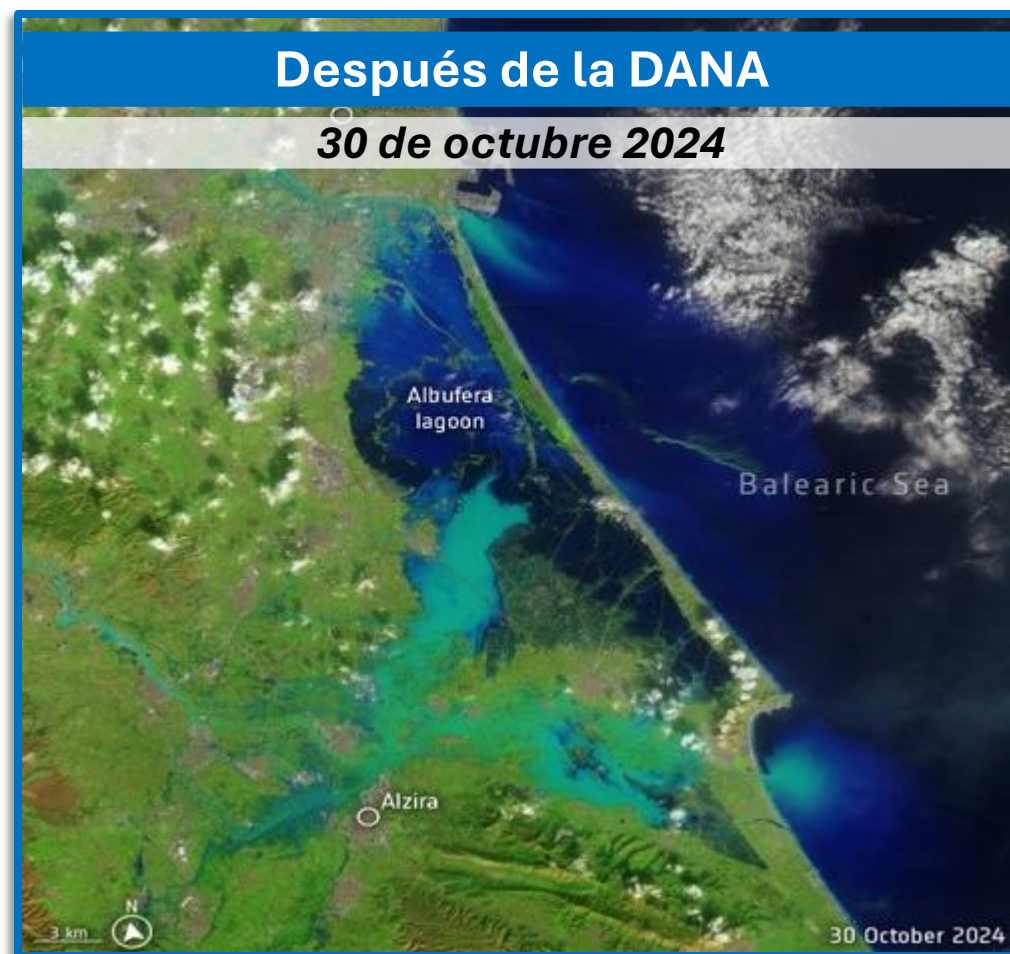 Después de la DANA
30 de octubre 2024
Albufera
lagoon
Balearic Sea
Alzira
N
3 km
30 October 2024